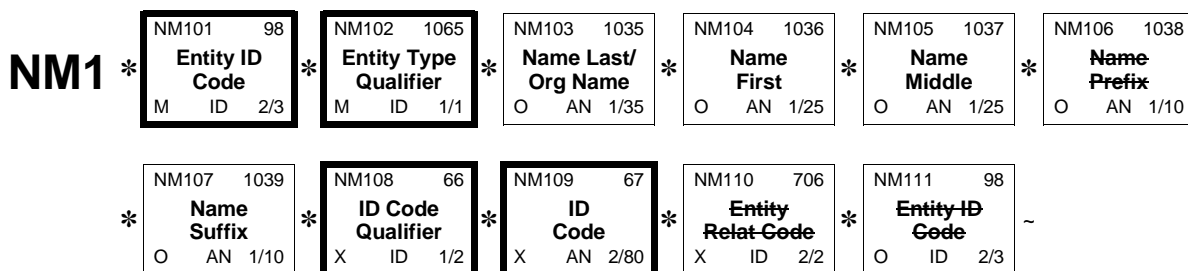 NM101 98 NM102 1065 NM103 1035 NM104 1036 NM105 1037 NM106 1038
NM1 * Entity ID * Entity Type * Name Last/ * Name * Name * Name
Code Qualifier Org Name First Middle Prefix
M ID 2/3 M ID 1/1 O AN 1/35 O AN 1/25 O AN 1/25 O AN 1/10
NM107 1039 NM108 66 NM109 67 NM110 706 NM111 98
* Name * ID Code * ID * Entity * Entity ID ~
Suffix Qualifier Code Relat Code Code
O AN 1/10 X ID 1/2 X AN 2/80 X ID 2/2 O ID 2/3